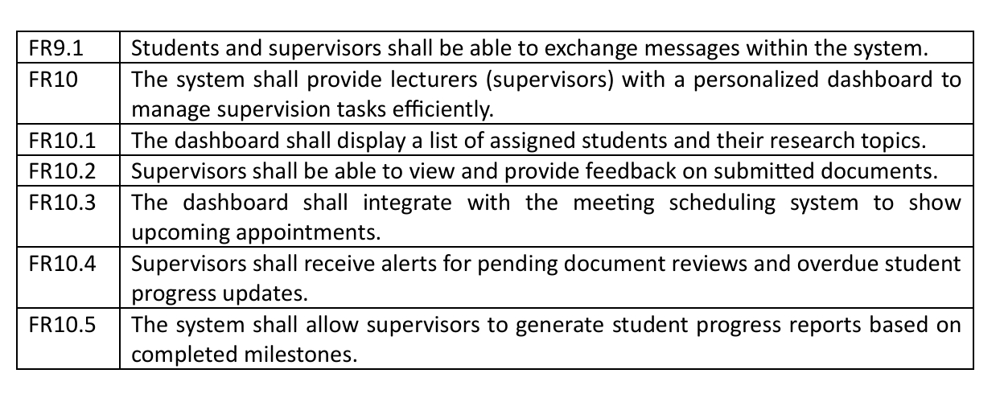 FR9.1 Students and supervisors shall be able to exchange messages within the system.
FR10 The system shall provide lecturers (supervisors) with a personalized dashboard to
manage supervision tasks efficiently.
FR10.1 The dashboard shall display a list of assigned students and their research topics.
FR10.2 Supervisors shall be able to view and provide feedback on submitted documents.
FR10.3 The dashboard shall integrate with the meeting scheduling system to show
upcoming appointments.
FR10.4 Supervisors shall receive alerts for pending document reviews and overdue student
progress updates.
FR10.5 The system shall allow supervisors to generate student progress reports based on
completed milestones.